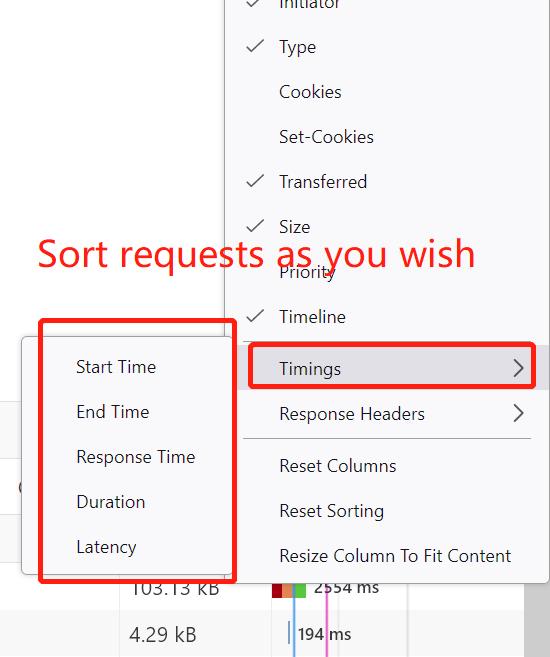 Initiator
Type
Cookies
Set-Cookies
Transferred
Size
Sort requests as you wish
Priority
Timeline
Timings
Response Headers
Reset Columns
Reset Sorting
Resize Column To Fit Content
Start Time
End Time
Response Time
Duration
Latency
103.13 kB
2554 ms
4.29 kB
194 ms